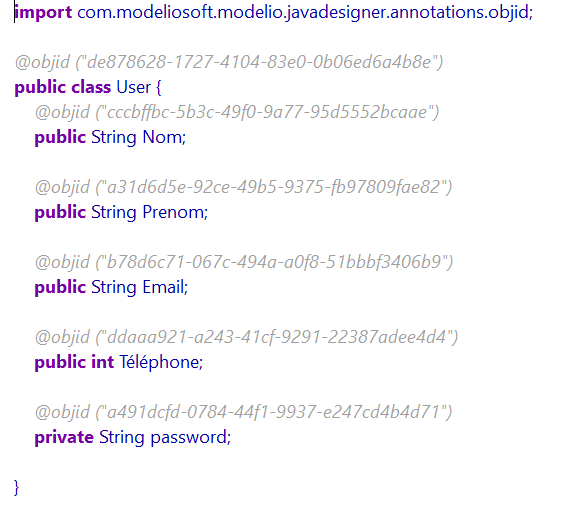 import com.modeliosoft.modelio.javadesigner.annotations.objid;
@objid ("de878628-1727-4104-83e0-0b06ed6a4b8e")
public class User {
@objid ("cccbffbc-5b3c-49f0-9a77-95d5552bcaae")
public String Nom;
@objid ("a31d6d5e-92ce-49b5-9375-fb97809fae82")
public String Prenom;
@objid ("b78d6c71-067c-494a-a0f8-51bbbf3406b9")
public String Email;
@objid ("ddaaa921-a243-41cf-9291-22387adee4d4")
public int Téléphone;
@objid ("a491dcfd-0784-44f1-9937-e247cd4b4d71")
private String password;
}